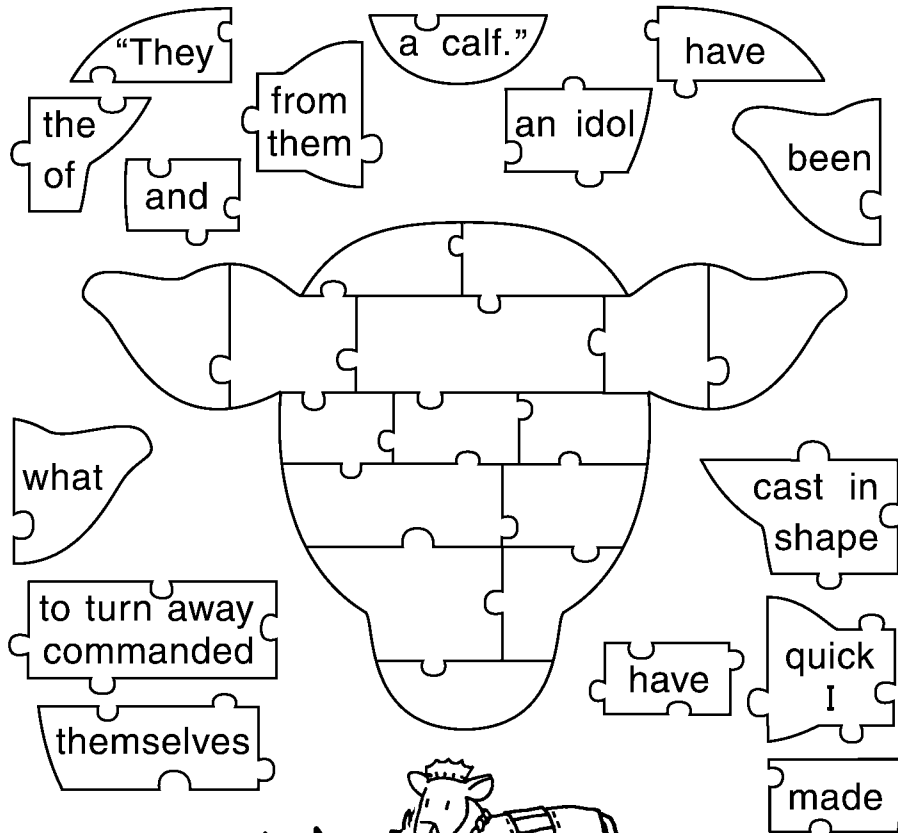 “They
a calf.”
have
the
of
from
them
an idol
been
and
what
cast in
shape
to turn away
commanded
have
quick
I
themselves
made